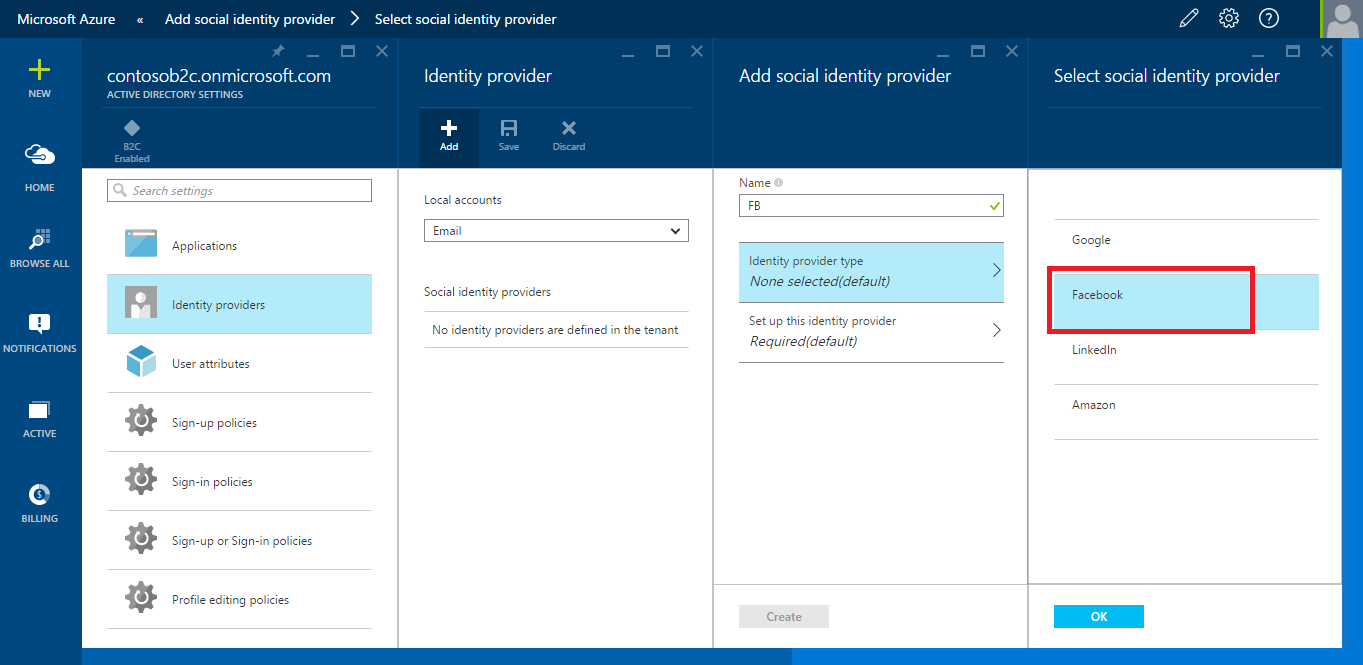 Microsoft Azure « Add social identity provider > Select social identity provider
NEW
HOME
BROWSE ALL
NOTIFICATIONS
ACTIVE
BILLING
contosob2c.onmicrosoft.com
ACTIVE DIRECTORY SETTINGS
B2C
Enabled
Search settings
Applications
Identity providers
User attributes
Sign-up policies
Sign-in policies
Sign-up or Sign-in policies
Profile editing policies
Identity provider
Add Save Discard
Local accounts
Email
Social identity providers
No identity providers are defined in the tenant
Add social identity provider
Name
FB
Identity provider type
None selected(default)
Set up this identity provider
Required(default)
Create
Select social identity provider
Google
Facebook
LinkedIn
Amazon
OK